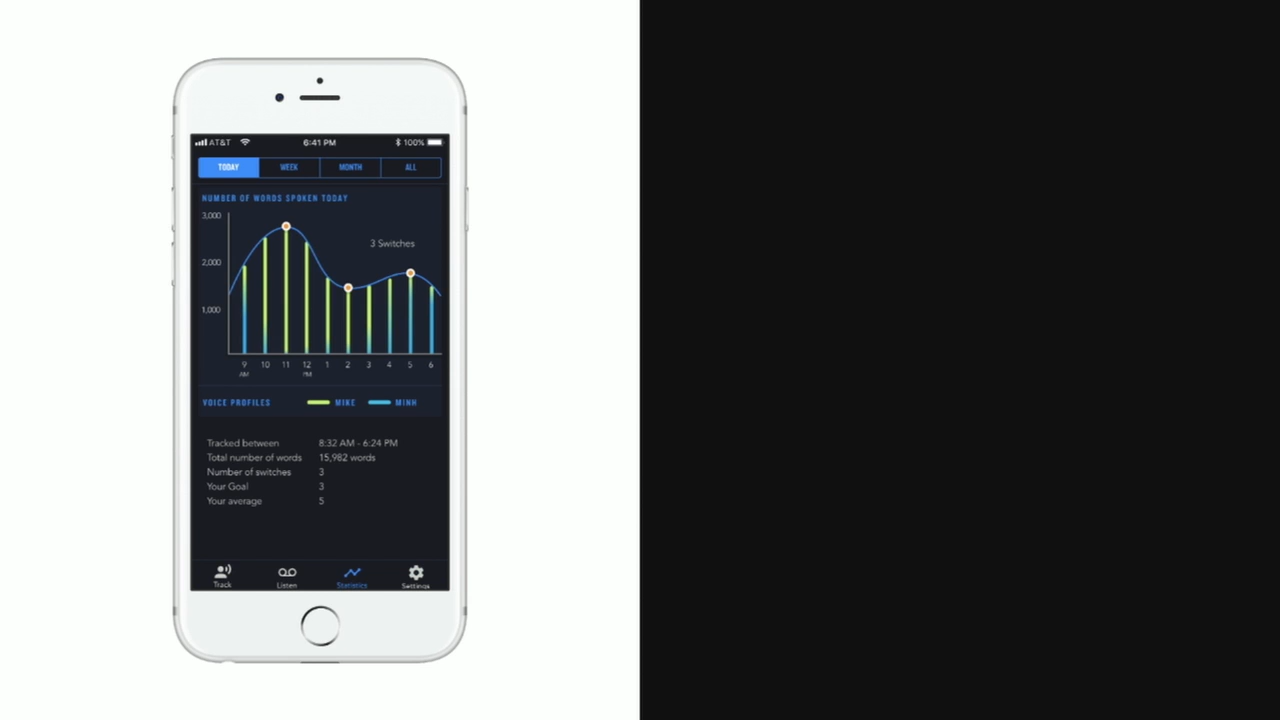 AT&T 6:41 PM 100%
TODAY WEEK MONTH ALL
NUMBER OF WORDS SPOKEN TODAY
3,000
3 Switches
2,000
1,000
9 10 11 12 1 2 3 4 5 6
AM PM
VOICE PROFILES MIKE MINH
Tracked between 8:32 AM - 6:24 PM
Total number of words 15,982 words
Number of switches 3
Your Goal 3
Your average 5
Track Listen Statistics Settings